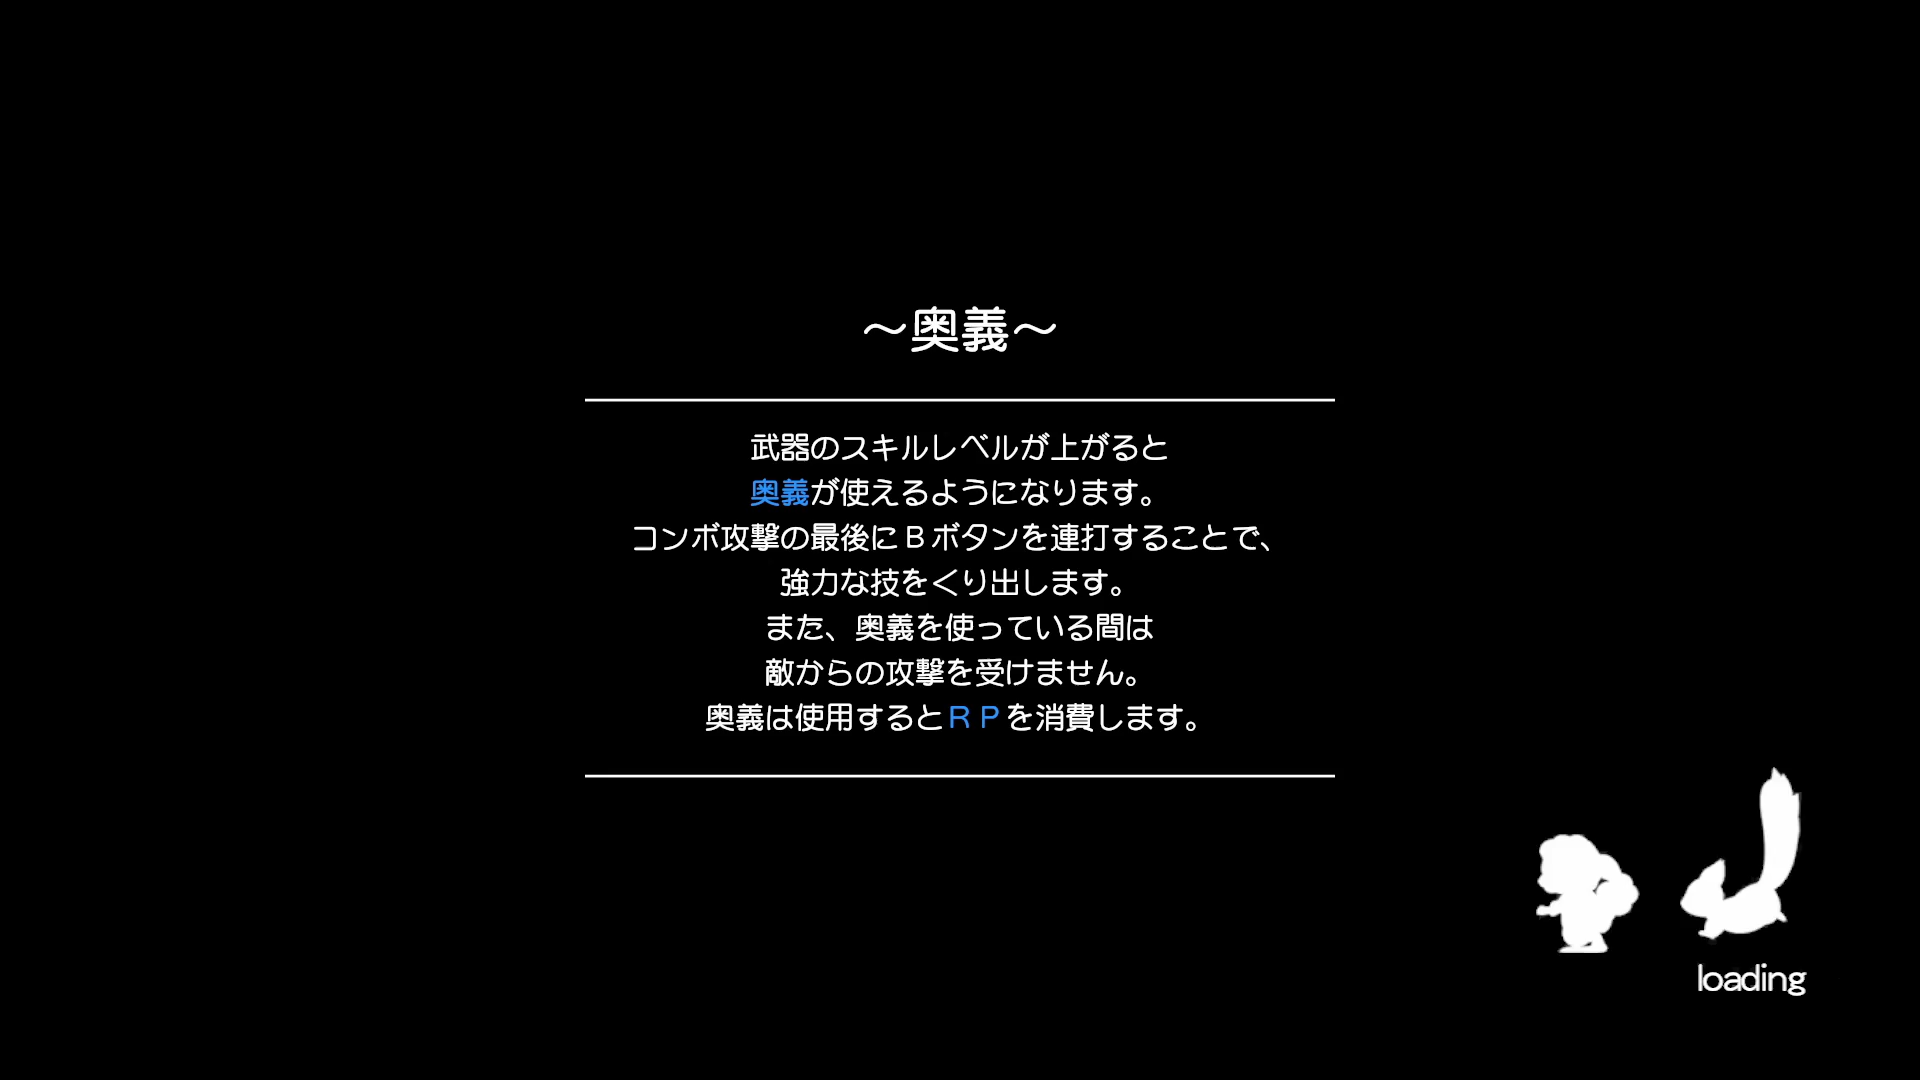 ～奥義～
武器のスキルレベルが上がると
奥義が使えるようになります。
コンボ攻撃の最後にＢボタンを連打することで、
強力な技をくり出します。
また、奥義を使っている間は
敵からの攻撃を受けません。
奥義は使用するとＲＰを消費します。
loading